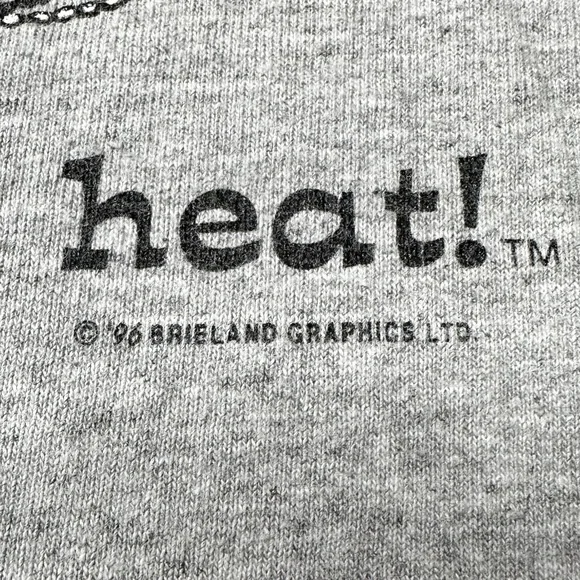 heat!™
© '96 BRIELAND GRAPHICS LTD.